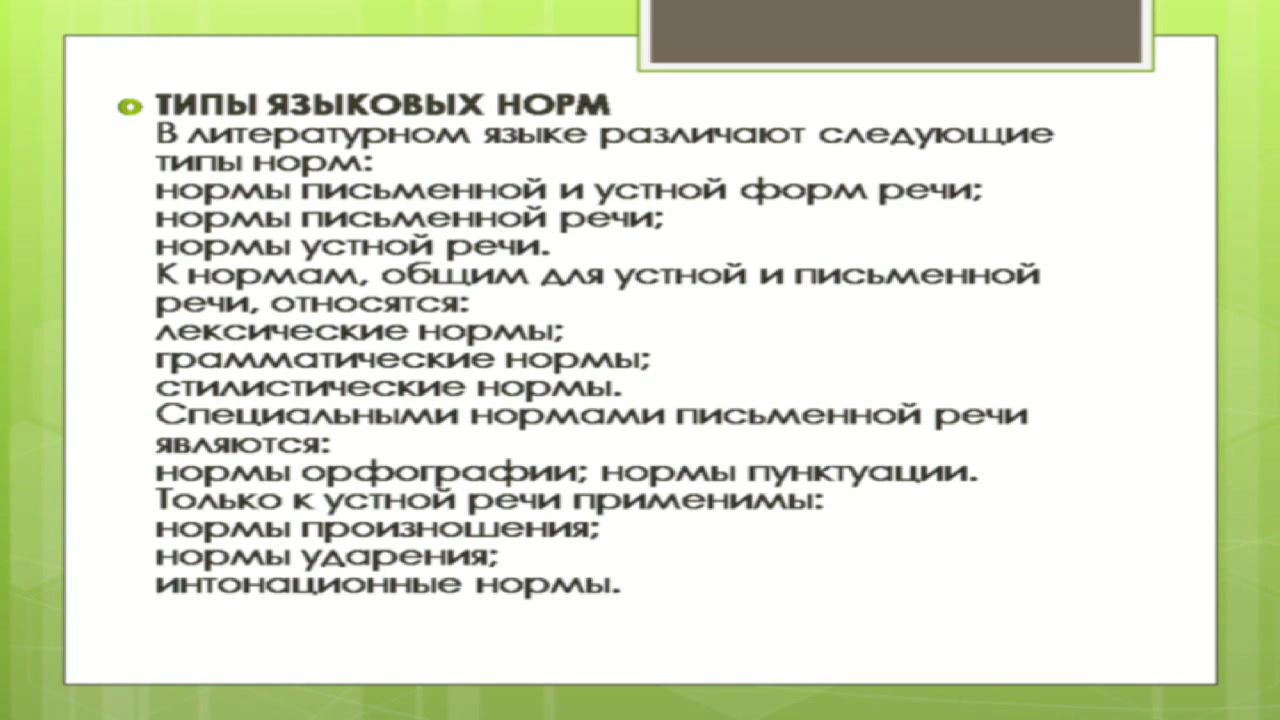 ТИПЫ ЯЗЫКОВЫХ НОРМ
В литературном языке различают следующие
типы норм:
нормы письменной и устной форм речи;
нормы письменной речи;
нормы устной речи.
К нормам, общим для устной и письменной
речи, относятся:
лексические нормы;
грамматические нормы;
стилистические нормы.
Специальными нормами письменной речи
являются:
нормы орфографии; нормы пунктуации.
Только к устной речи применимы:
нормы произношения;
нормы ударения;
интонационные нормы.